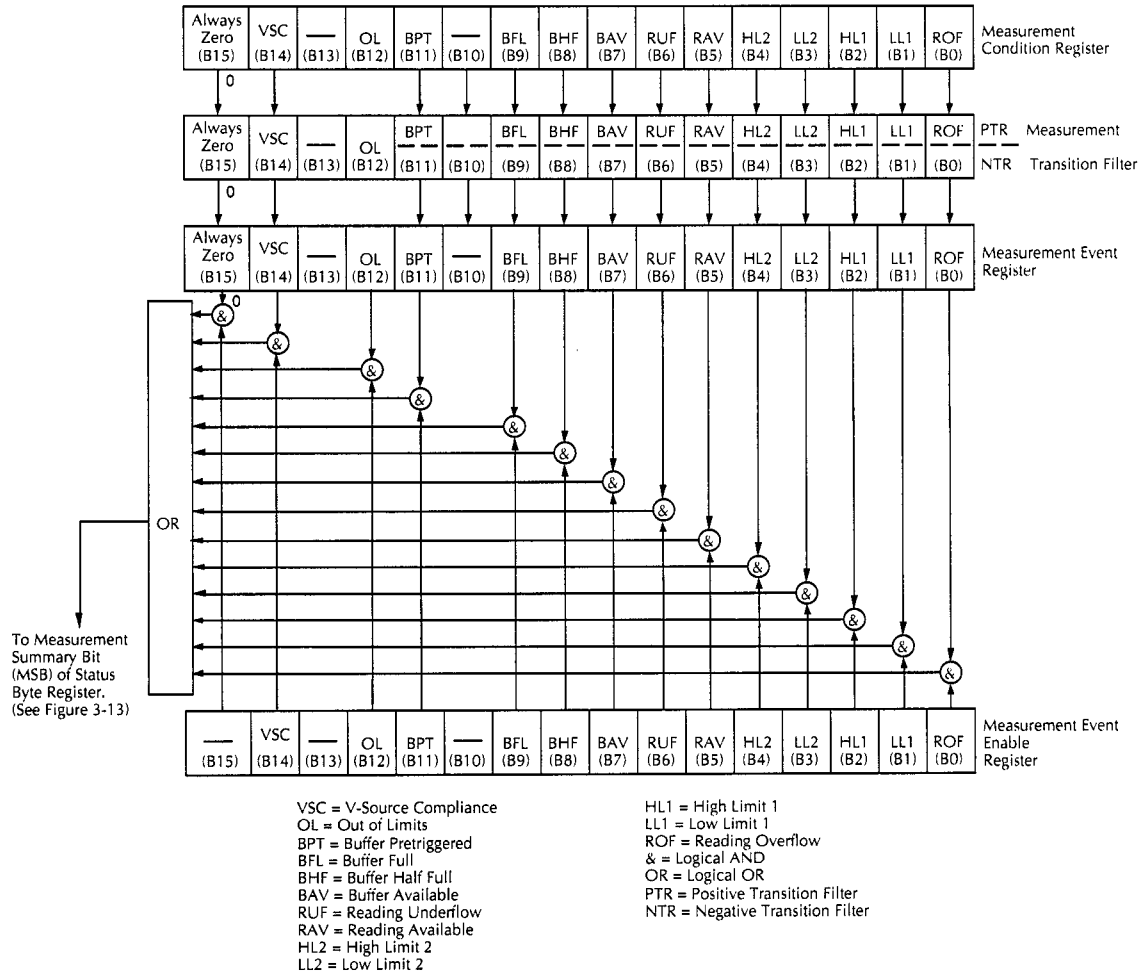 Always Zero (B15) VSC (B14) — (B13) OL (B12) BPT (B11) — (B10) BFL (B9) BHF (B8) BAV (B7) RUF (B6) RAV (B5) HL2 (B4) LL2 (B3) HL1 (B2) LL1 (B1) ROF (B0)
Measurement
Condition Register
0
Always Zero (B15) VSC (B14) — (B13) OL (B12) BPT (B11) — (B10) BFL (B9) BHF (B8) BAV (B7) RUF (B6) RAV (B5) HL2 (B4) LL2 (B3) HL1 (B2) LL1 (B1) ROF (B0)
PTR Measurement
NTR Transition Filter
0
Always Zero (B15) VSC (B14) — (B13) OL (B12) BPT (B11) — (B10) BFL (B9) BHF (B8) BAV (B7) RUF (B6) RAV (B5) HL2 (B4) LL2 (B3) HL1 (B2) LL1 (B1) ROF (B0)
Measurement Event
Register
0
&
&
&
&
&
&
&
&
&
&
&
&
&
&
OR
To Measurement
Summary Bit
(MSB) of Status
Byte Register.
(See Figure 3-13)
— (B15) VSC (B14) — (B13) OL (B12) BPT (B11) — (B10) BFL (B9) BHF (B8) BAV (B7) RUF (B6) RAV (B5) HL2 (B4) LL2 (B3) HL1 (B2) LL1 (B1) ROF (B0)
Measurement Event
Enable
Register
VSC = V-Source Compliance
OL = Out of Limits
BPT = Buffer Pretriggered
BFL = Buffer Full
BHF = Buffer Half Full
BAV = Buffer Available
RUF = Reading Underflow
RAV = Reading Available
HL2 = High Limit 2
LL2 = Low Limit 2
HL1 = High Limit 1
LL1 = Low Limit 1
ROF = Reading Overflow
& = Logical AND
OR = Logical OR
PTR = Positive Transition Filter
NTR = Negative Transition Filter